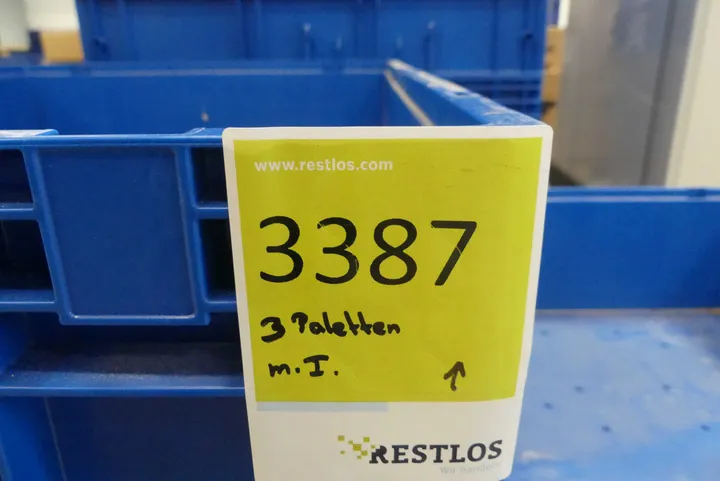 www.restlos.com
3387
3 Paletten
m. I.
RESTLOS